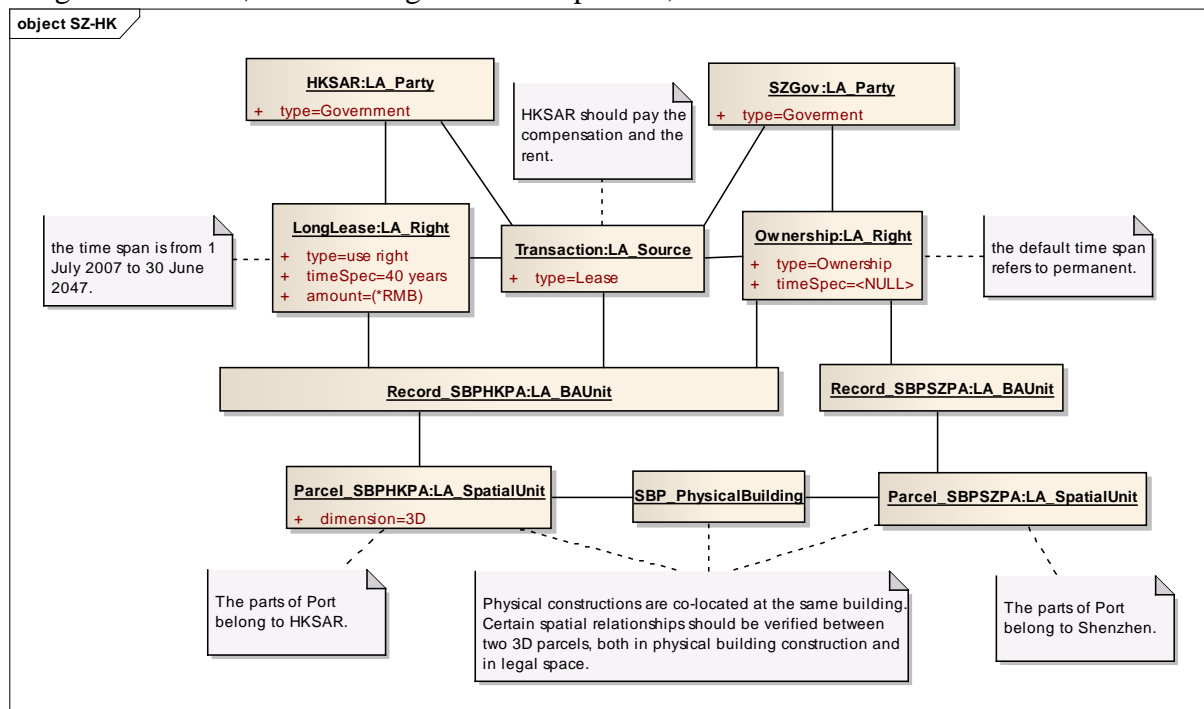 object SZ-HK
HKSAR:LA_Party
+ type=Government
HKSAR should pay the
compensation and the
rent.
SZGov:LA_Party
+ type=Goverment
the time span is from 1
July 2007 to 30 June
2047.
LongLease:LA_Right
+ type=use right
+ timeSpec=40 years
+ amount=(*RMB)
Transaction:LA_Source
+ type=Lease
Ownership:LA_Right
+ type=Ownership
+ timeSpec=<NULL>
the default time span
refers to permanent.
Record_SBPHKPA:LA_BAUnit
Record_SBPSZPA:LA_BAUnit
Parcel_SBPHKPA:LA_SpatialUnit
+ dimension=3D
SBP_PhysicalBuilding
Parcel_SBPSZPA:LA_SpatialUnit
The parts of Port
belong to HKSAR.
Physical constructions are co-located at the same building.
Certain spatial relationships should be verified between
two 3D parcels, both in physical building construction and
in legal space.
The parts of Port
belong to Shenzhen.